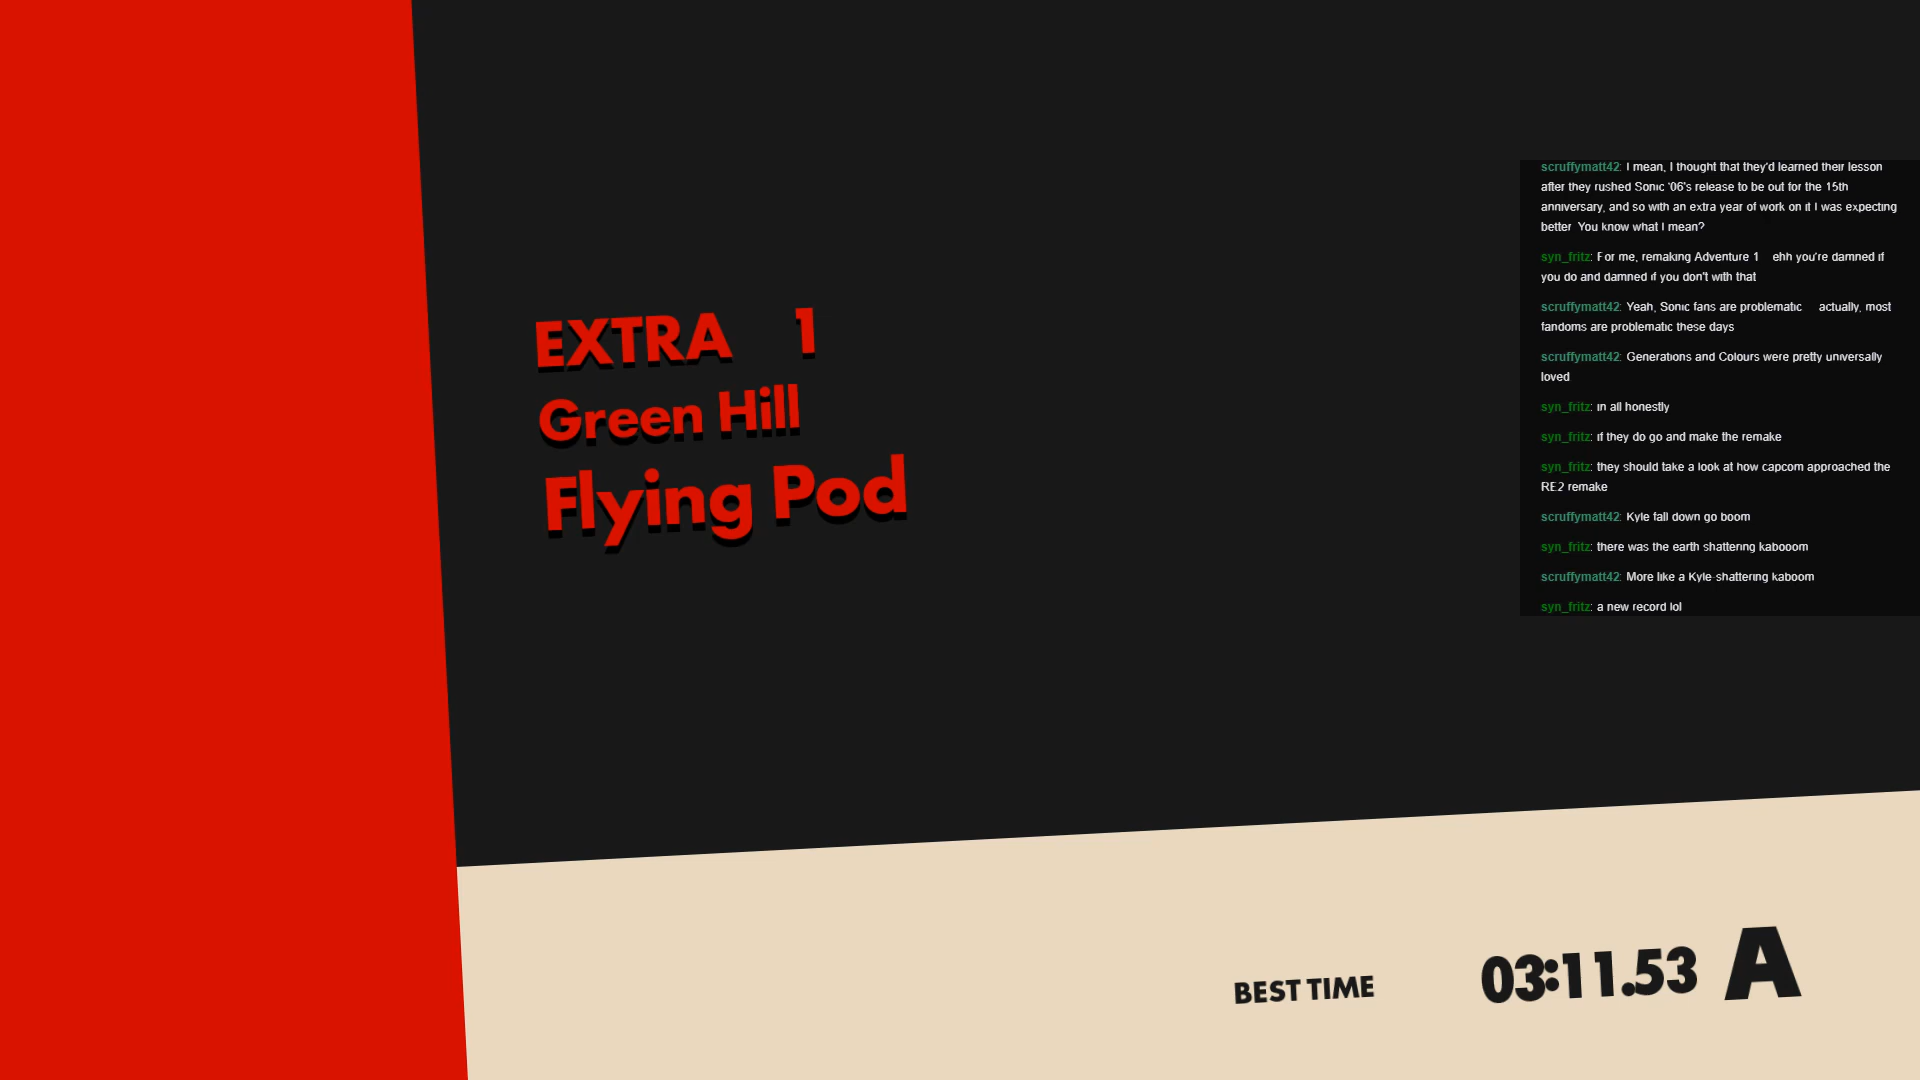 EXTRA 1
Green Hill
Flying Pod
scruffymatt42: I mean, I thought that they'd learned their lesson
after they rushed Sonic '06's release to be out for the 15th
anniversary, and so with an extra year of work on it I was expecting
better You know what I mean?
syn_fritz: For me, remaking Adventure 1 ehh you're damned if
you do and damned if you don't with that
scruffymatt42: Yeah, Sonic fans are problematic actually, most
fandoms are problematic these days
scruffymatt42: Generations and Colours were pretty universally
loved
syn_fritz: in all honestly
syn_fritz: if they do go and make the remake
syn_fritz: they should take a look at how capcom approached the
RE2 remake
scruffymatt42: Kyle fall down go boom
syn_fritz: there was the earth shattering kabooom
scruffymatt42: More like a Kyle shattering kaboom
syn_fritz: a new record lol
BEST TIME 03:11.53 A